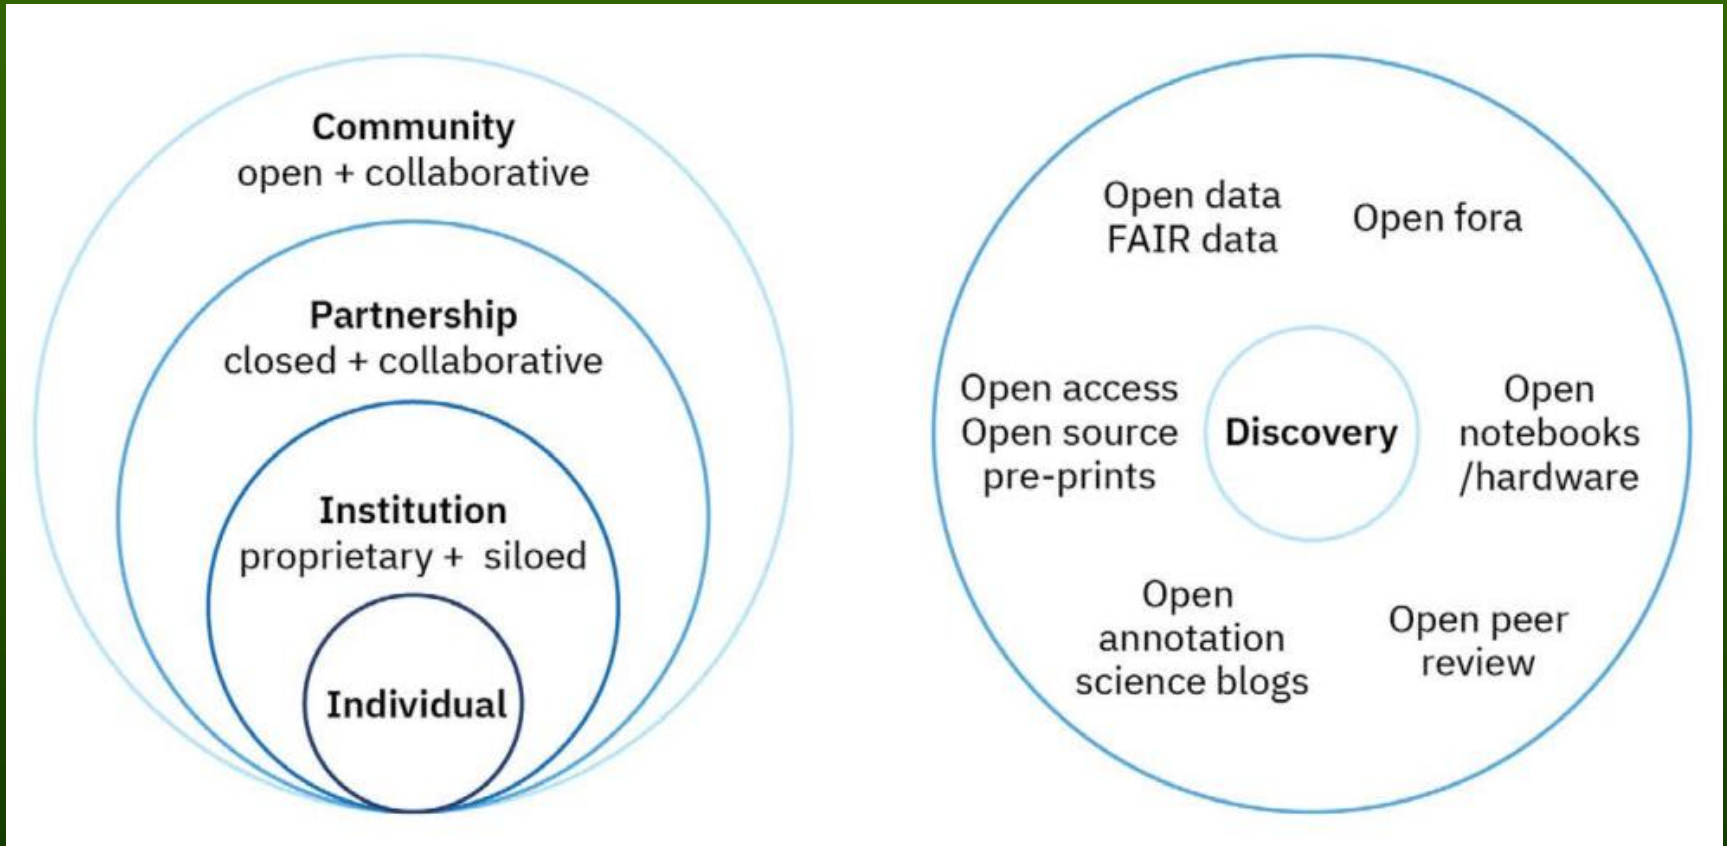 Community
open + collaborative
Partnership
closed + collaborative
Institution
proprietary + siloed
Individual
Open data
FAIR data
Open fora
Open access
Open source
pre-prints
Discovery
Open
notebooks
/hardware
Open
annotation
science blogs
Open peer
review